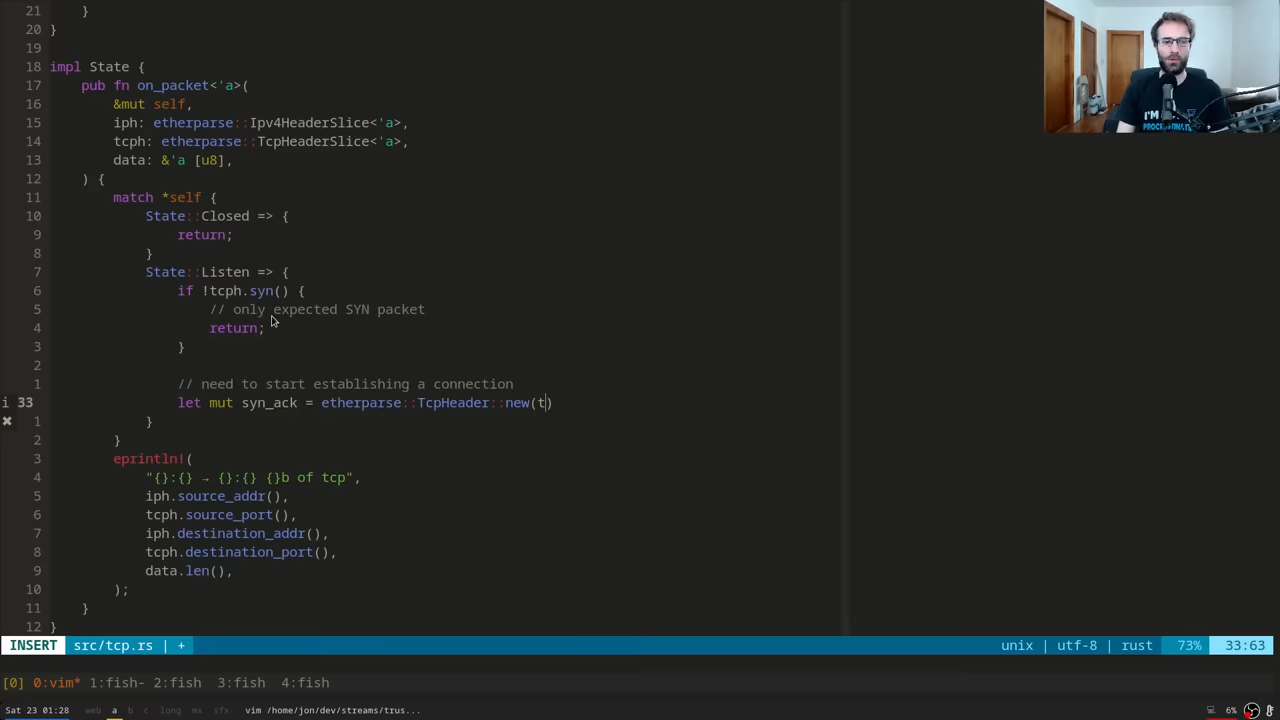 21     }
20 }
19
18 impl State {
17     pub fn on_packet<'a>(
16         &mut self,
15         iph: etherparse::Ipv4HeaderSlice<'a>,
14         tcph: etherparse::TcpHeaderSlice<'a>,
13         data: &'a [u8],
12     ) {
11         match *self {
10             State::Closed => {
9                 return;
8             }
7             State::Listen => {
6                 if !tcph.syn() {
5                     // only expected SYN packet
4                     return;
3                 }
2
1                 // need to start establishing a connection
i 33                 let mut syn_ack = etherparse::TcpHeader::new(t)
✖ 1             }
2         }
3         eprintln!(
4             "{}:{} → {}:{} {}b of tcp",
5             iph.source_addr(),
6             tcph.source_port(),
7             iph.destination_addr(),
8             tcph.destination_port(),
9             data.len(),
10         );
11     }
12 }
INSERT src/tcp.rs | + unix | utf-8 | rust 73% 33:63
[0] 0:vim* 1:fish- 2:fish 3:fish 4:fish
Sat 23 01:28 web a b c long mx sfx vim /home/jon/dev/streams/trus... 6%